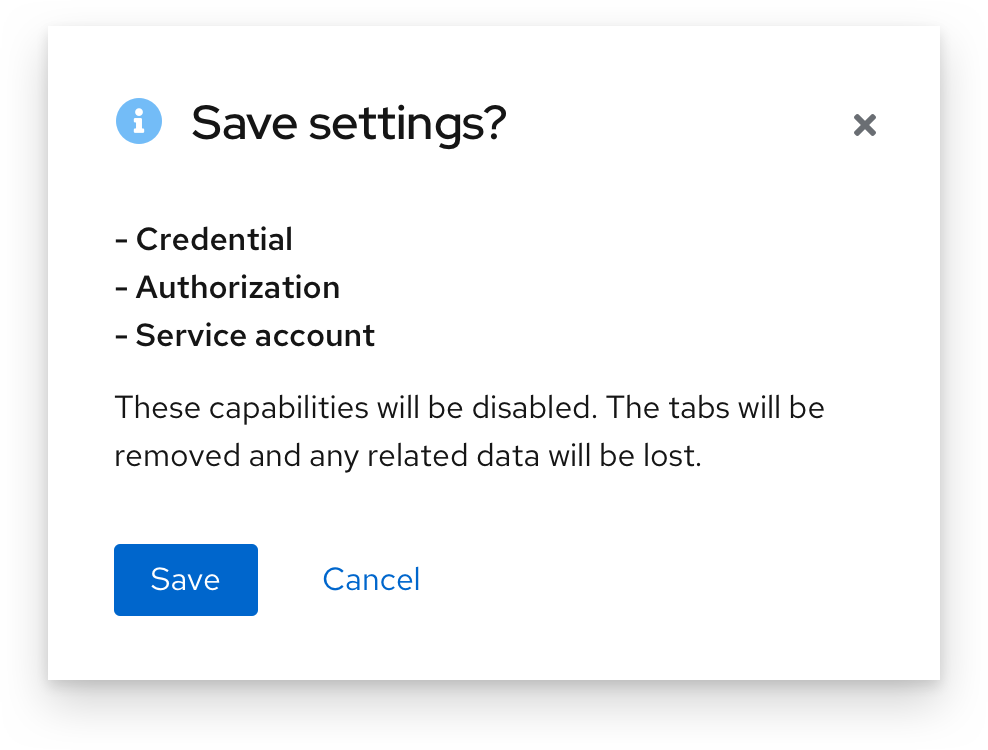 Save settings?
- Credential
- Authorization
- Service account
These capabilities will be disabled. The tabs will be
removed and any related data will be lost.
Save Cancel